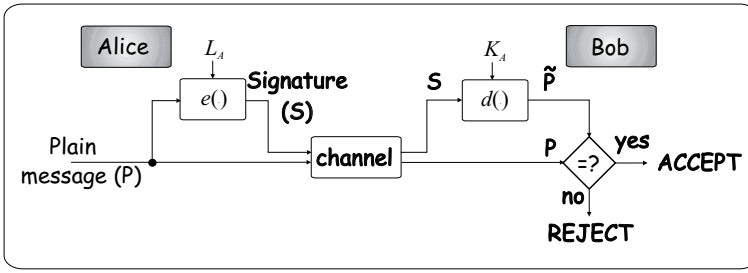 Alice
L_A
K_A
Bob
e()
Signature
(S)
S
d()
P̃
Plain
message (P)
channel
P
=?
yes
ACCEPT
no
REJECT